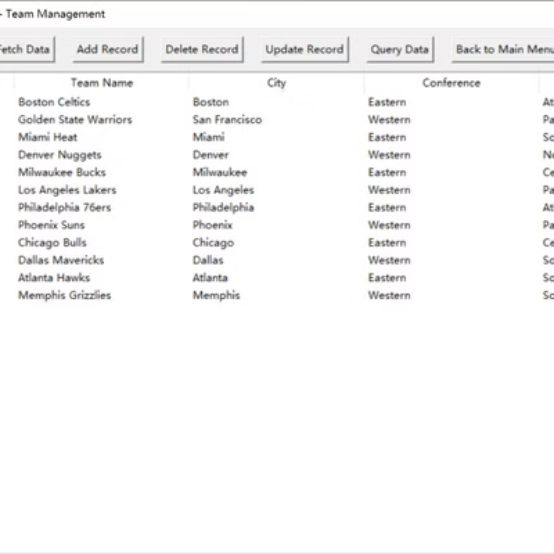 - Team Management
Fetch Data Add Record Delete Record Update Record Query Data Back to Main Menu
Team Name City Conference
Boston Celtics Boston Eastern At
Golden State Warriors San Francisco Western Pa
Miami Heat Miami Eastern So
Denver Nuggets Denver Western No
Milwaukee Bucks Milwaukee Eastern Ce
Los Angeles Lakers Los Angeles Western Pa
Philadelphia 76ers Philadelphia Eastern At
Phoenix Suns Phoenix Western Pa
Chicago Bulls Chicago Eastern Ce
Dallas Mavericks Dallas Western So
Atlanta Hawks Atlanta Eastern So
Memphis Grizzlies Memphis Western So